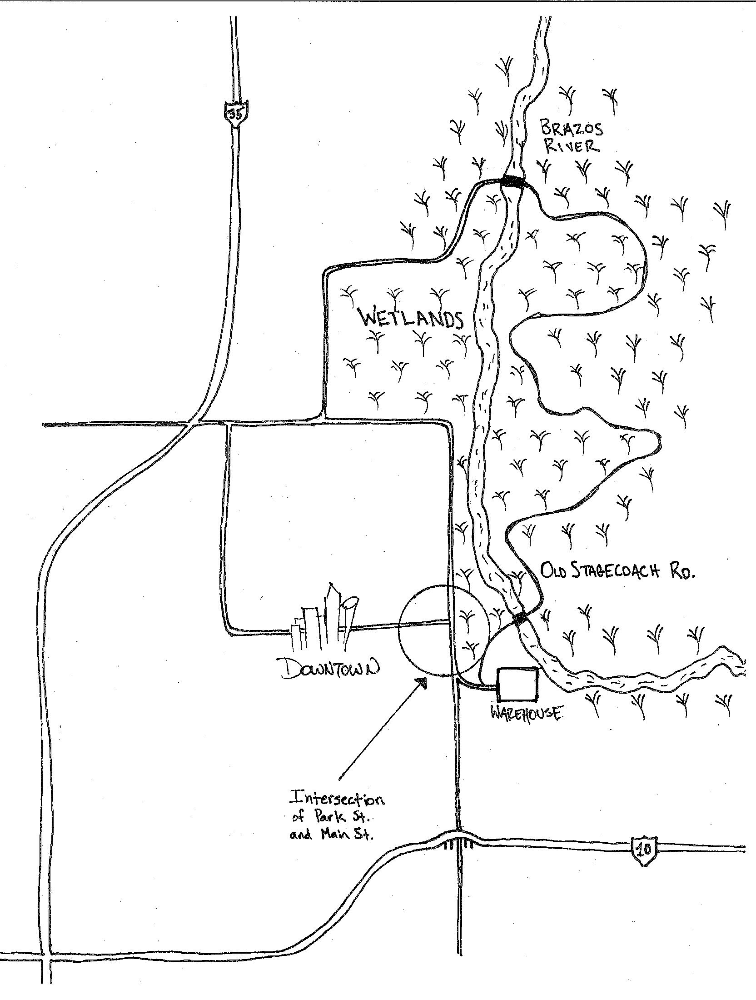 35
BRAZOS
RIVER
WETLANDS
OLD STAGECOACH RD.
DOWNTOWN
WAREHOUSE
Intersection
of Park St.
and Main St.
10